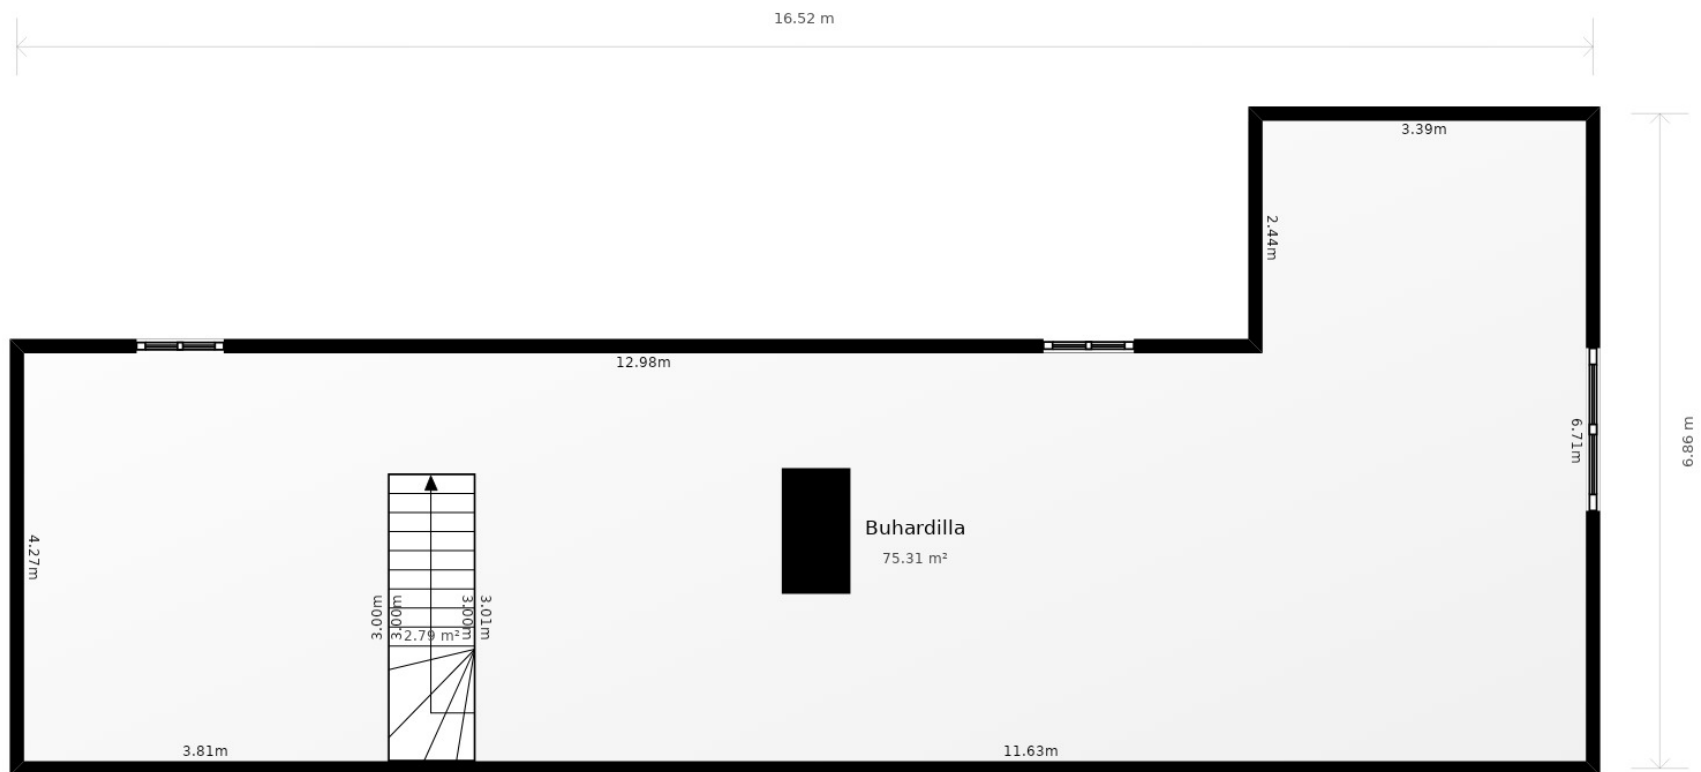 16.52 m
3.39m
2.44m
12.98m
6.71m
6.86 m
4.27m
Buhardilla
75.31 m²
3.00m
3.00m
3.00m
3.01m
2.79 m²
3.81m
11.63m